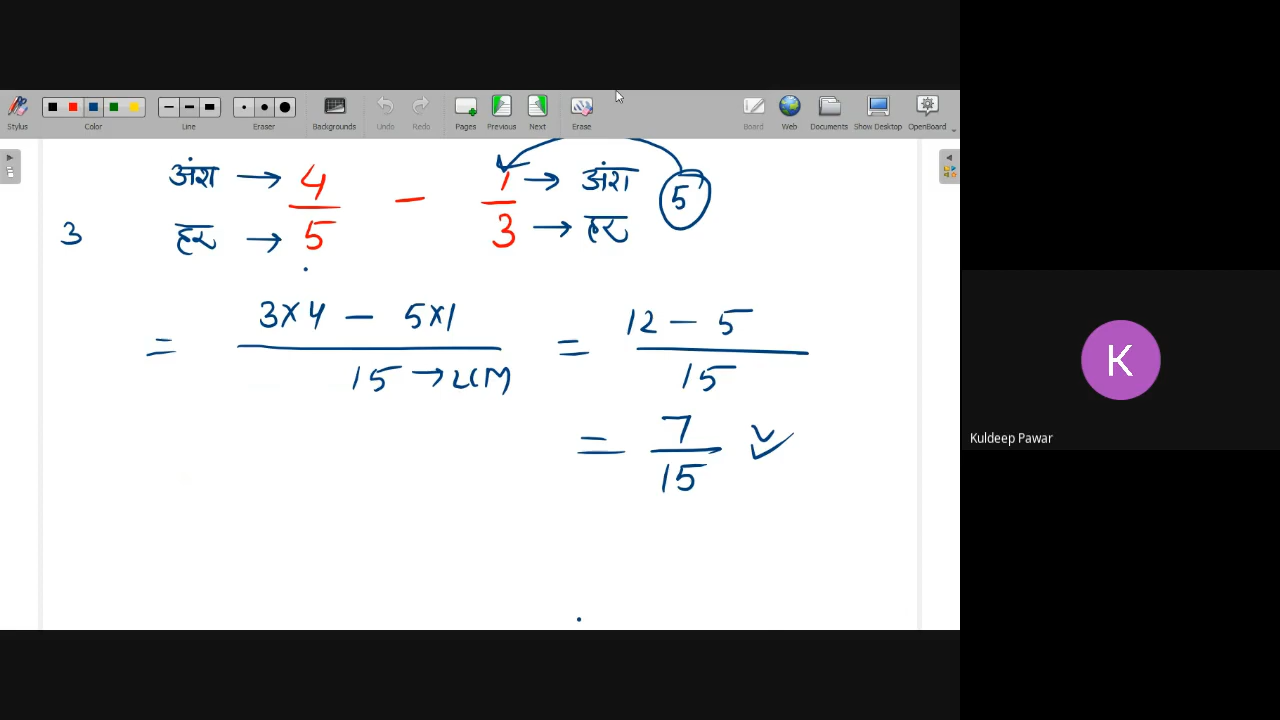 Stylus Color Line Eraser Backgrounds Undo Redo Pages Previous Next Erase Board Web Documents Show Desktop OpenBoard
अंश → 4 − 1 → अंश 5
3 हर → 5 3 → हर
= 3×4 − 5×1 = 12 − 5
15 → LCM 15
= 7
15
K
Kuldeep Pawar